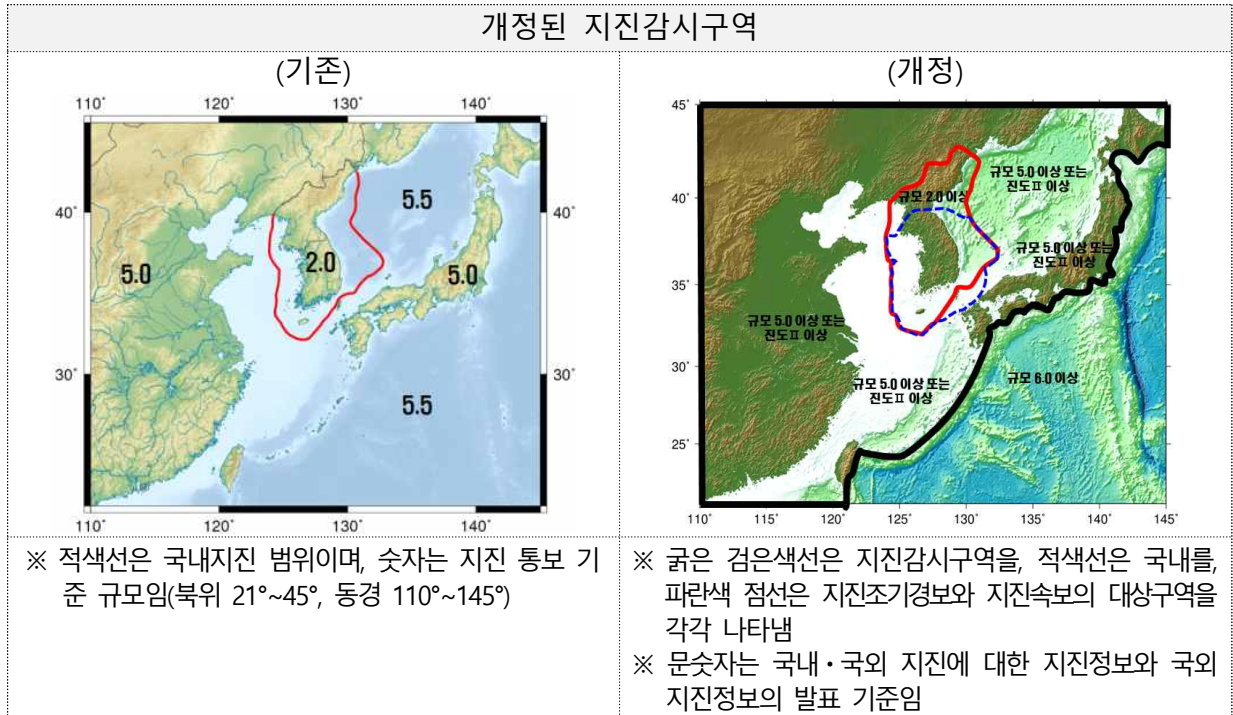 개정된 지진감시구역
(기존)
110° 120° 130° 140°
40° 40°
30° 30°
5.5
5.0 2.0 5.0
5.5
110° 120° 130° 140°
※ 적색선은 국내지진 범위이며, 숫자는 지진 통보 기
준 규모임(북위 21°~45°, 동경 110°~145°)
(개정)
45°
40°
35°
30°
25°
규모 5.0 이상 또는
진도Ⅱ 이상
규모 2.0 이상
규모 5.0 이상 또는
진도Ⅱ 이상
규모 5.0 이상 또는
진도Ⅱ 이상
규모 5.0 이상 또는
진도Ⅱ 이상
규모 6.0 이상
110° 115° 120° 125° 130° 135° 140° 145°
※ 굵은 검은색선은 지진감시구역을, 적색선은 국내를,
파란색 점선은 지진조기경보와 지진속보의 대상구역을
각각 나타냄
※ 문숫자는 국내・국외 지진에 대한 지진정보와 국외
지진정보의 발표 기준임